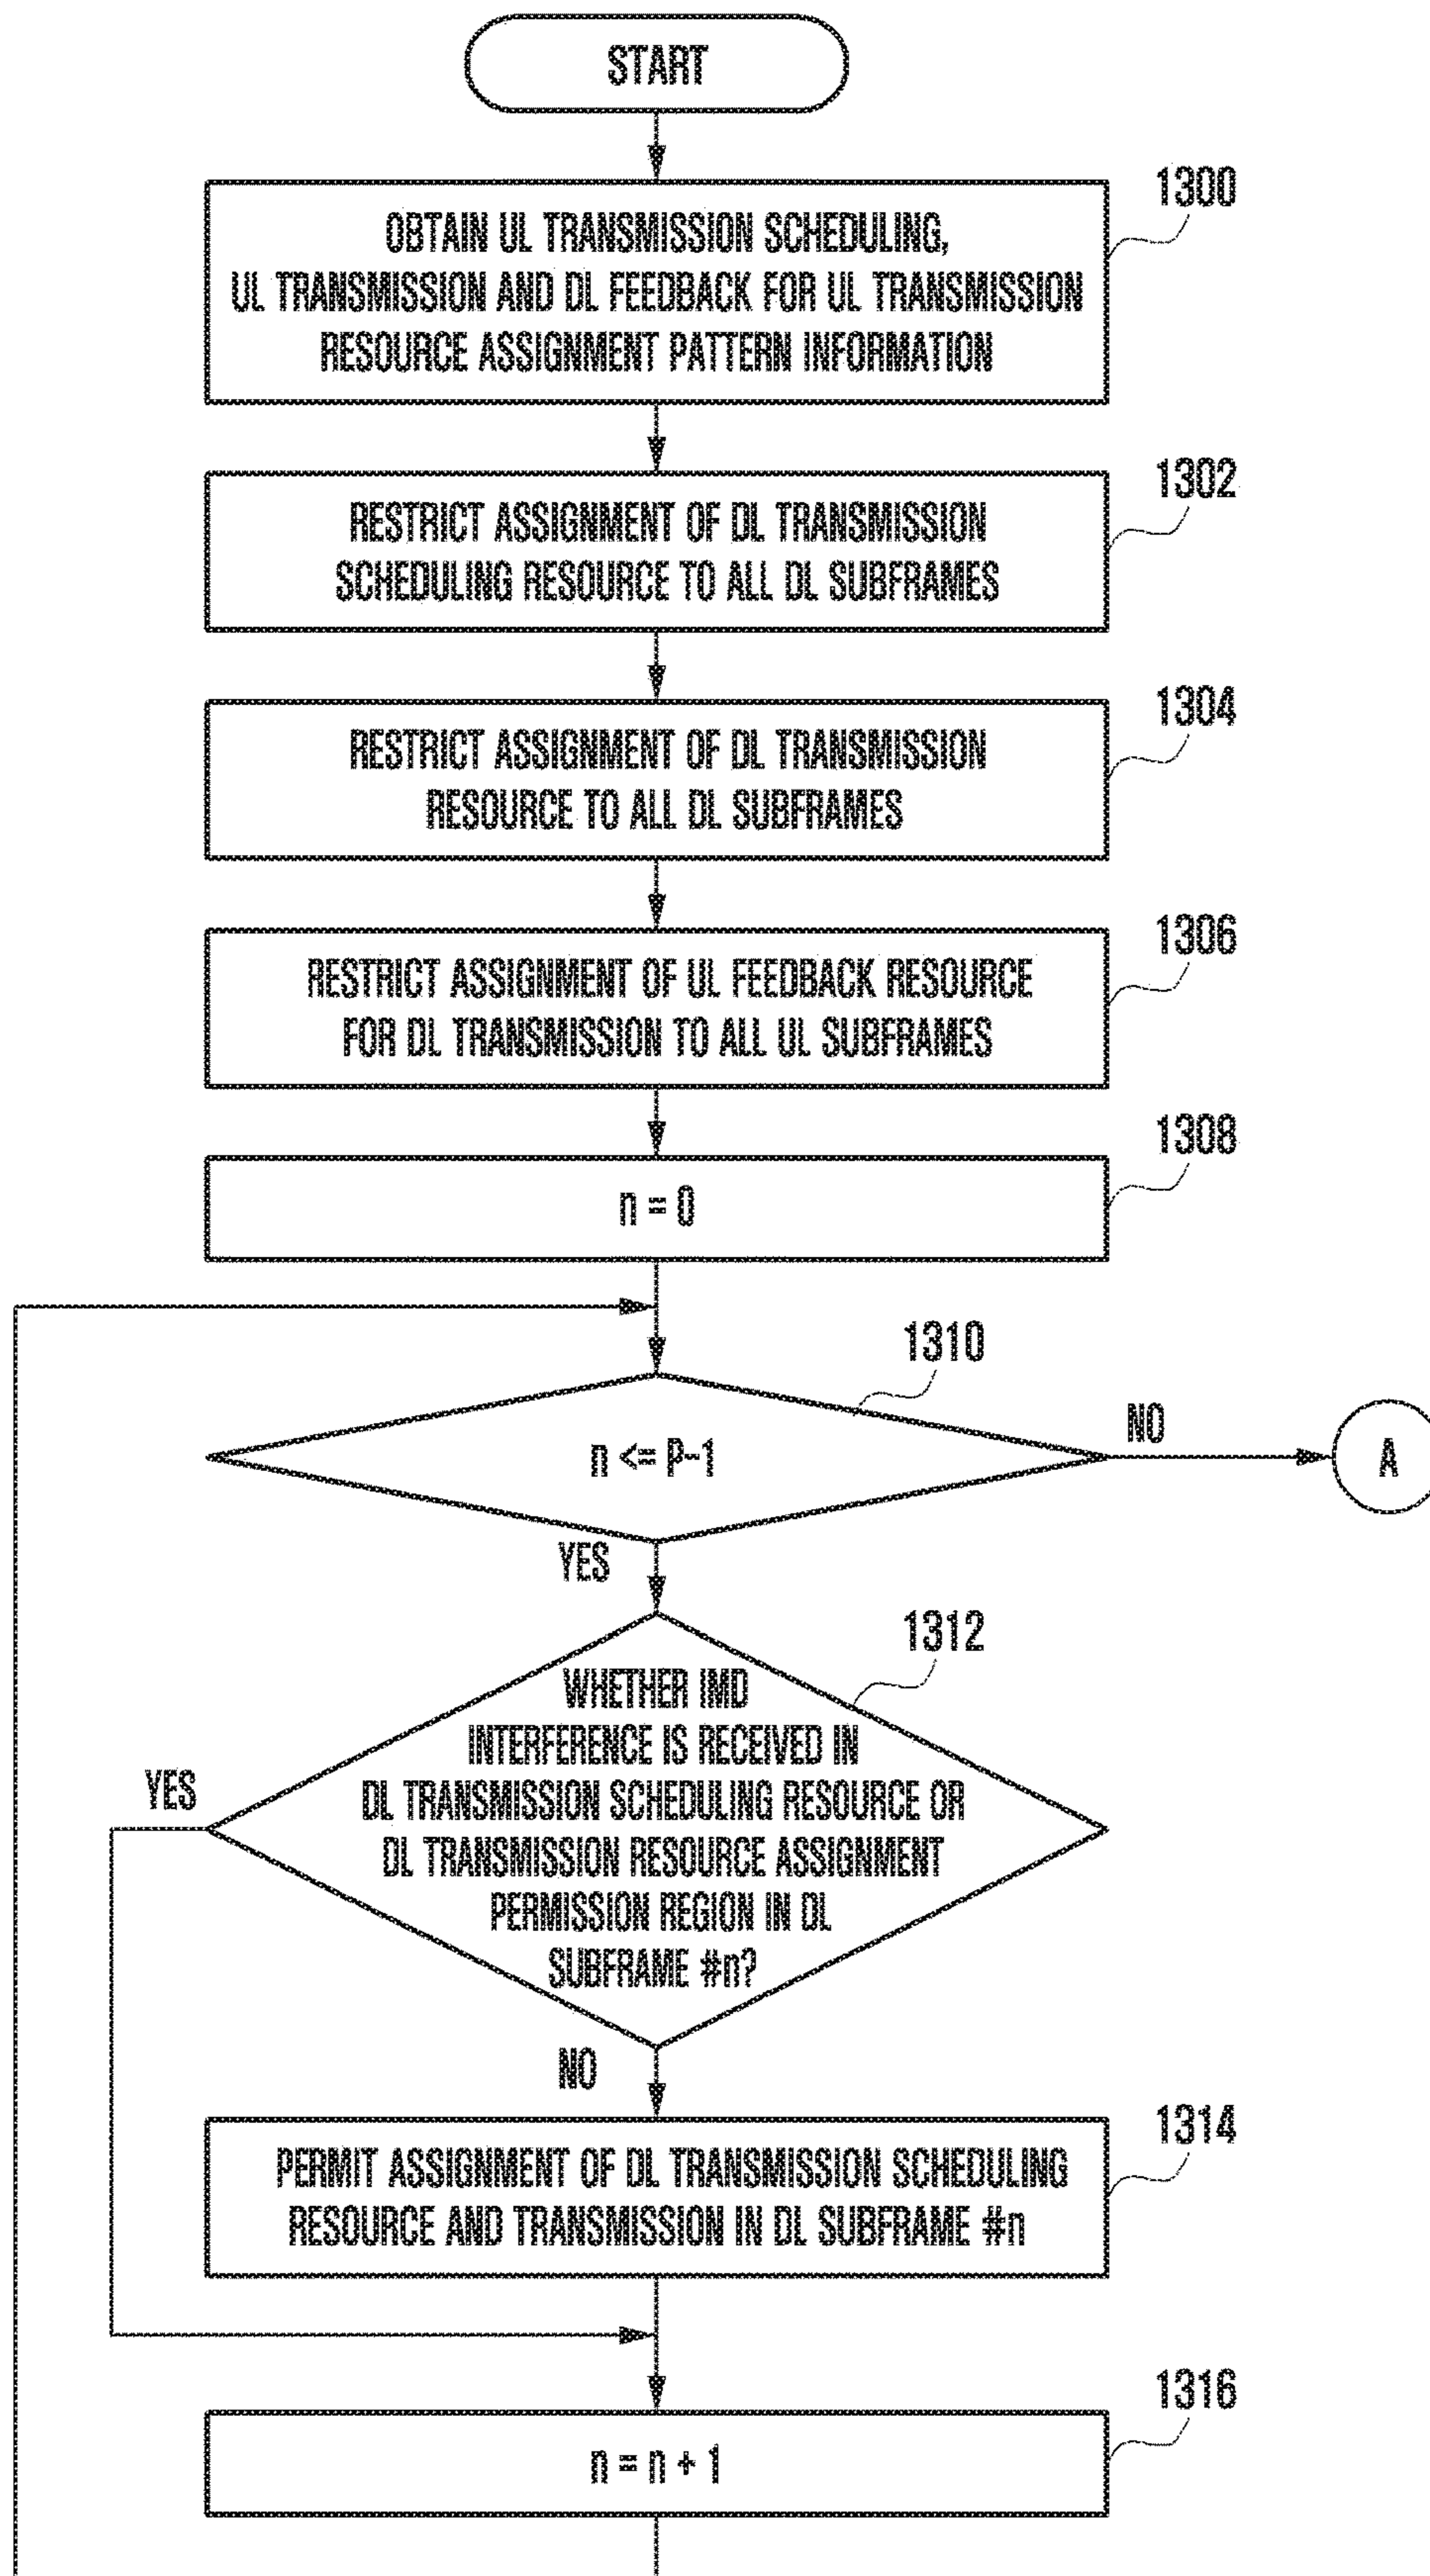 START
1300
OBTAIN UL TRANSMISSION SCHEDULING,
UL TRANSMISSION AND DL FEEDBACK FOR UL TRANSMISSION
RESOURCE ASSIGNMENT PATTERN INFORMATION
1302
RESTRICT ASSIGNMENT OF DL TRANSMISSION
SCHEDULING RESOURCE TO ALL DL SUBFRAMES
1304
RESTRICT ASSIGNMENT OF DL TRANSMISSION
RESOURCE TO ALL DL SUBFRAMES
1306
RESTRICT ASSIGNMENT OF UL FEEDBACK RESOURCE
FOR DL TRANSMISSION TO ALL UL SUBFRAMES
1308
n = 0
1310
n <= P-1
NO
A
YES
1312
WHETHER IMD
INTERFERENCE IS RECEIVED IN
DL TRANSMISSION SCHEDULING RESOURCE OR
DL TRANSMISSION RESOURCE ASSIGNMENT
PERMISSION REGION IN DL
SUBFRAME #n?
YES
NO
1314
PERMIT ASSIGNMENT OF DL TRANSMISSION SCHEDULING
RESOURCE AND TRANSMISSION IN DL SUBFRAME #n
1316
n = n + 1